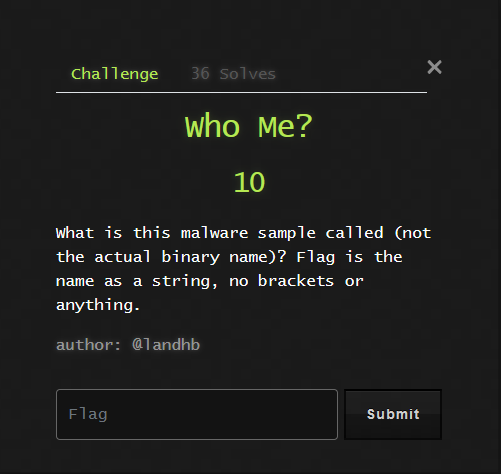 Challenge 36 Solves ×
Who Me?
10
What is this malware sample called (not
the actual binary name)? Flag is the
name as a string, no brackets or
anything.
author: @landhb
Flag Submit